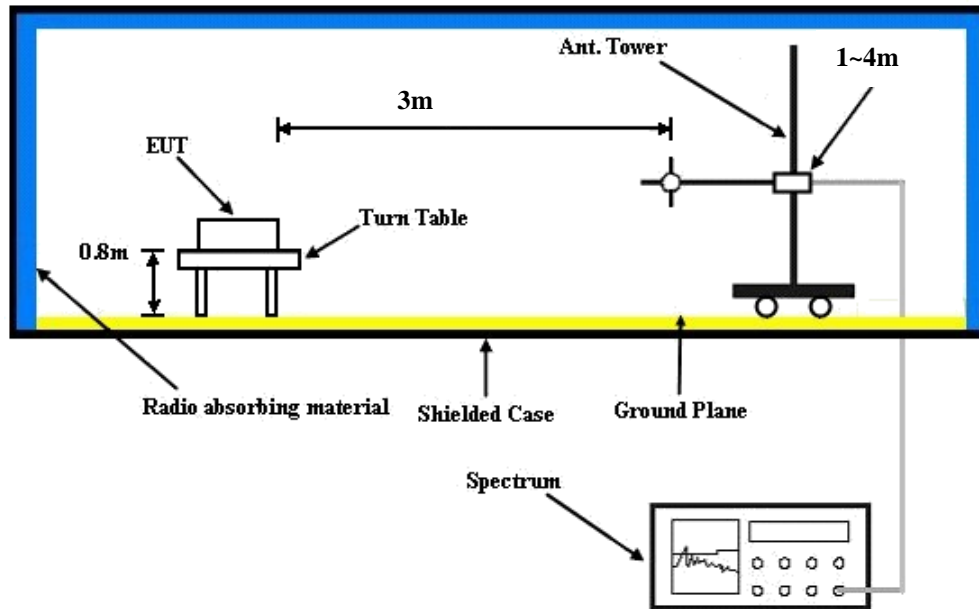 Ant. Tower
1~4m
3m
EUT
Turn Table
0.8m
Radio absorbing material
Shielded Case
Ground Plane
Spectrum